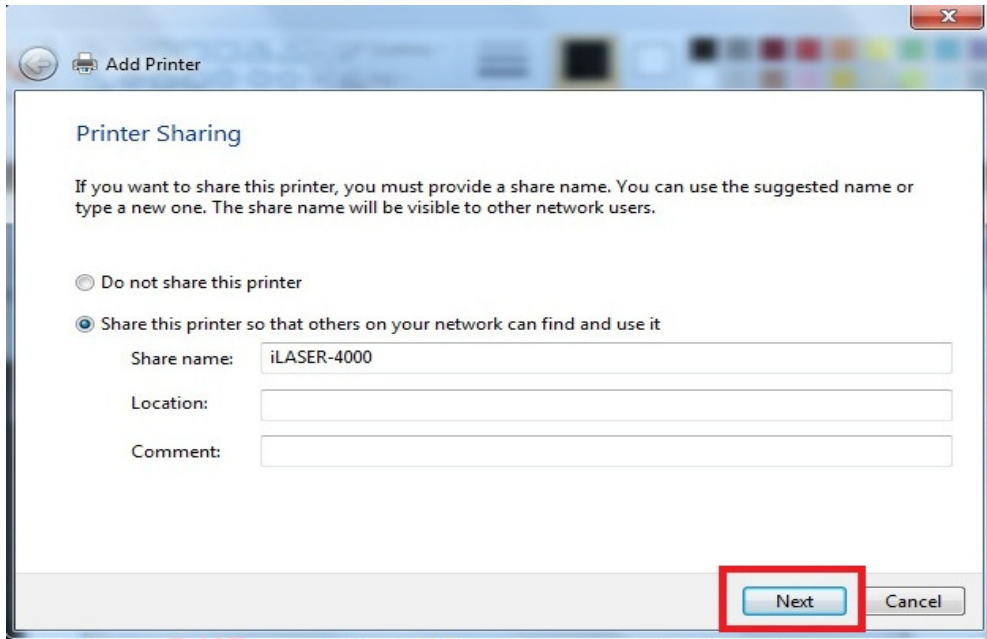 Add Printer
Printer Sharing
If you want to share this printer, you must provide a share name. You can use the suggested name or
type a new one. The share name will be visible to other network users.
Do not share this printer
Share this printer so that others on your network can find and use it
Share name: iLASER-4000
Location:
Comment:
Next Cancel